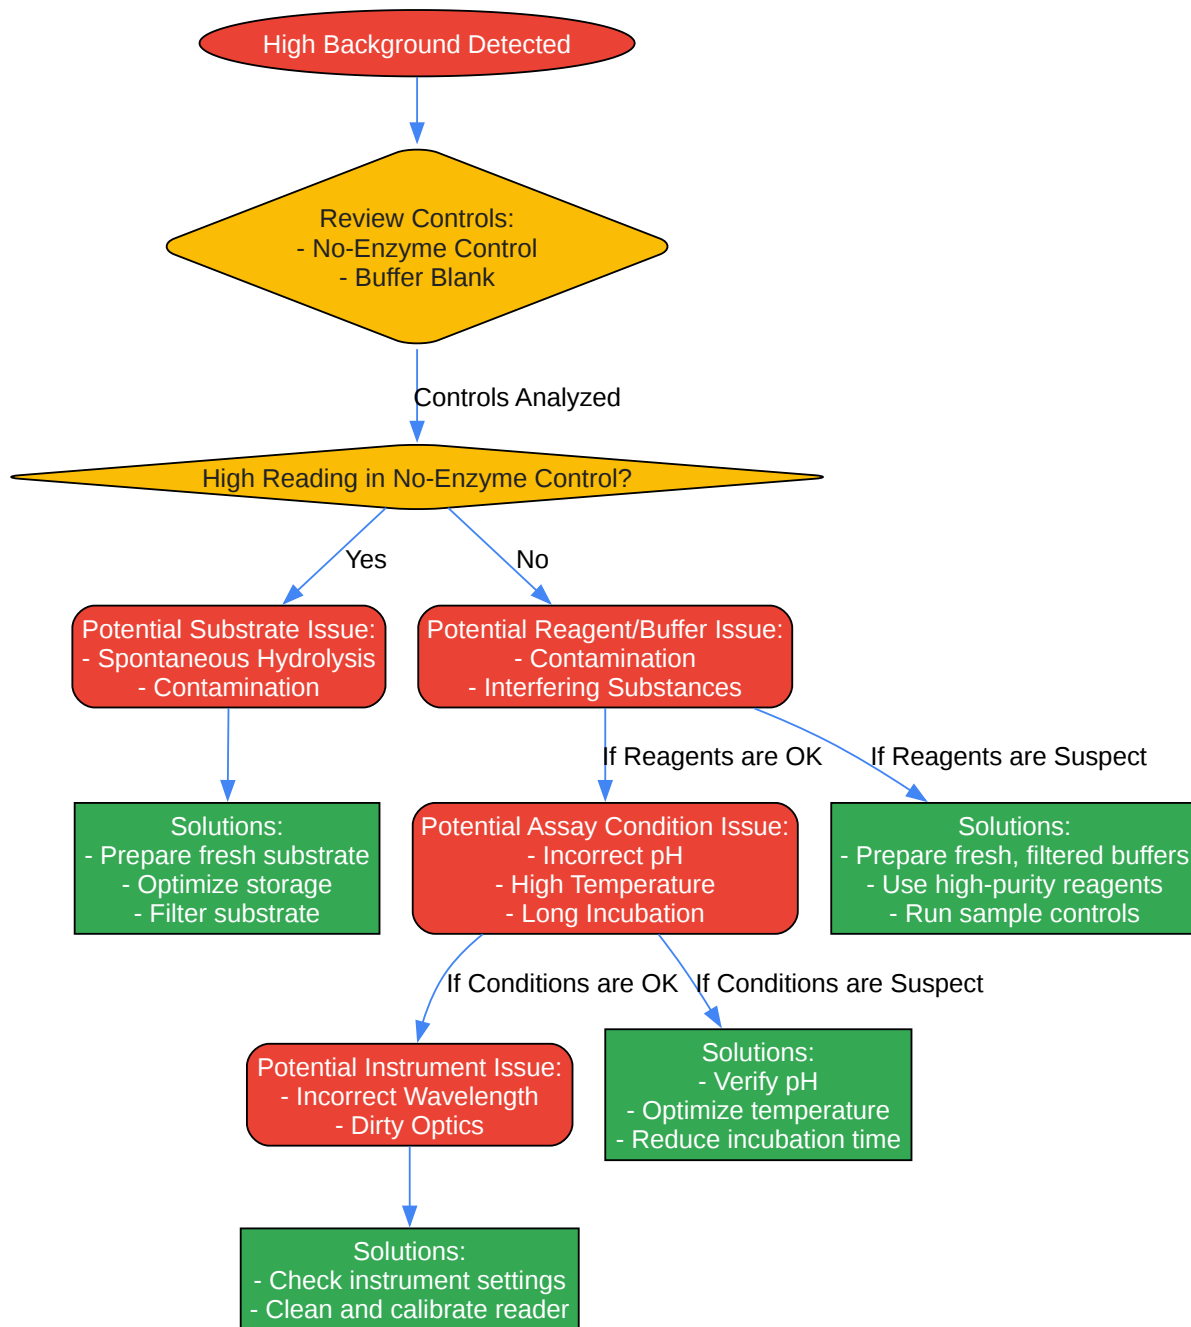 High Background Detected
Review Controls:
- No-Enzyme Control
- Buffer Blank
Controls Analyzed
High Reading in No-Enzyme Control?
Yes
No
Potential Substrate Issue:
- Spontaneous Hydrolysis
- Contamination
Potential Reagent/Buffer Issue:
- Contamination
- Interfering Substances
If Reagents are OK
If Reagents are Suspect
Solutions:
- Prepare fresh substrate
- Optimize storage
- Filter substrate
Potential Assay Condition Issue:
- Incorrect pH
- High Temperature
- Long Incubation
Solutions:
- Prepare fresh, filtered buffers
- Use high-purity reagents
- Run sample controls
If Conditions are OK
If Conditions are Suspect
Potential Instrument Issue:
- Incorrect Wavelength
- Dirty Optics
Solutions:
- Verify pH
- Optimize temperature
- Reduce incubation time
Solutions:
- Check instrument settings
- Clean and calibrate reader